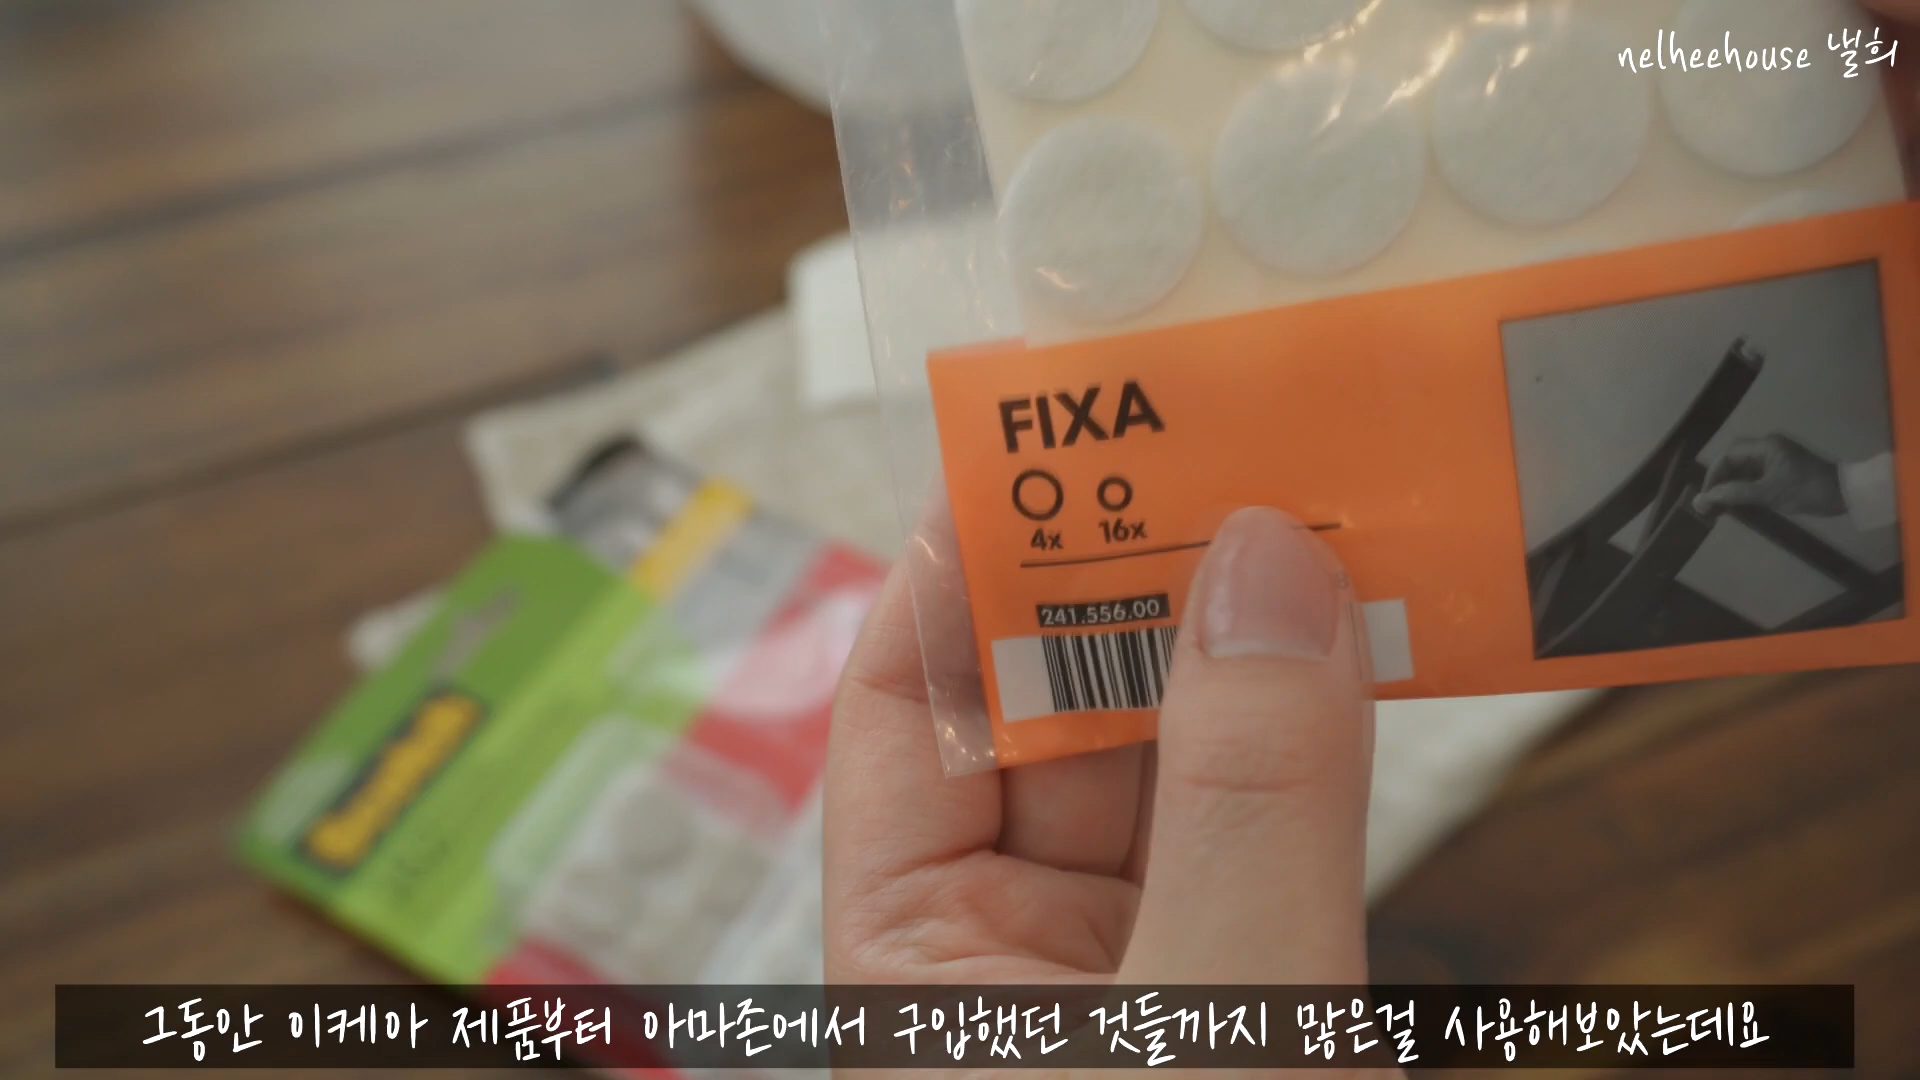 nelheehouse 낼희
FIXA
4x 16x
241.556.00
그동안 이케아 제품부터 아마존에서 구입했던 것들까지 많은걸 사용해보았는데요